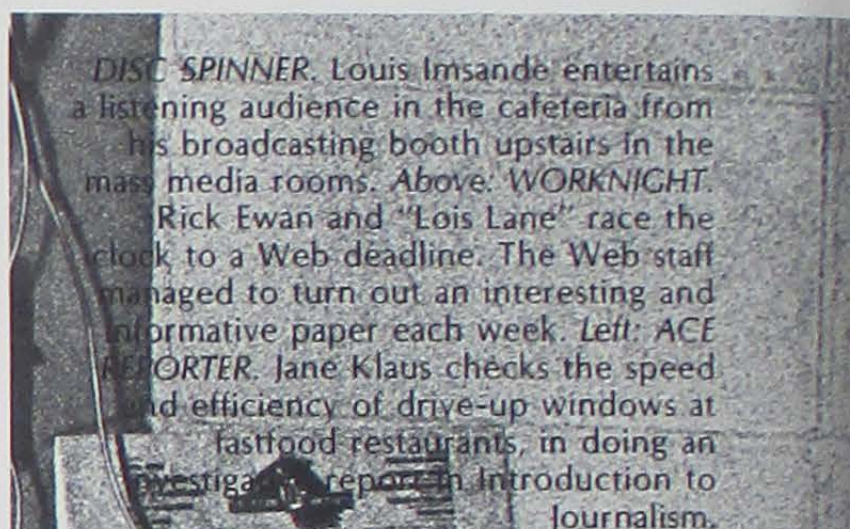 DISC SPINNER. Louis Imsande entertains
a listening audience in the cafeteria from
his broadcasting booth upstairs in the
mass media rooms. Above: WORKNIGHT.
Rick Ewan and "Lois Lane" race the
clock to a Web deadline. The Web staff
managed to turn out an interesting and
informative paper each week. Left: ACE
REPORTER. Jane Klaus checks the speed
and efficiency of drive-up windows at
fastfood restaurants, in doing an
investigative report in Introduction to
Journalism.